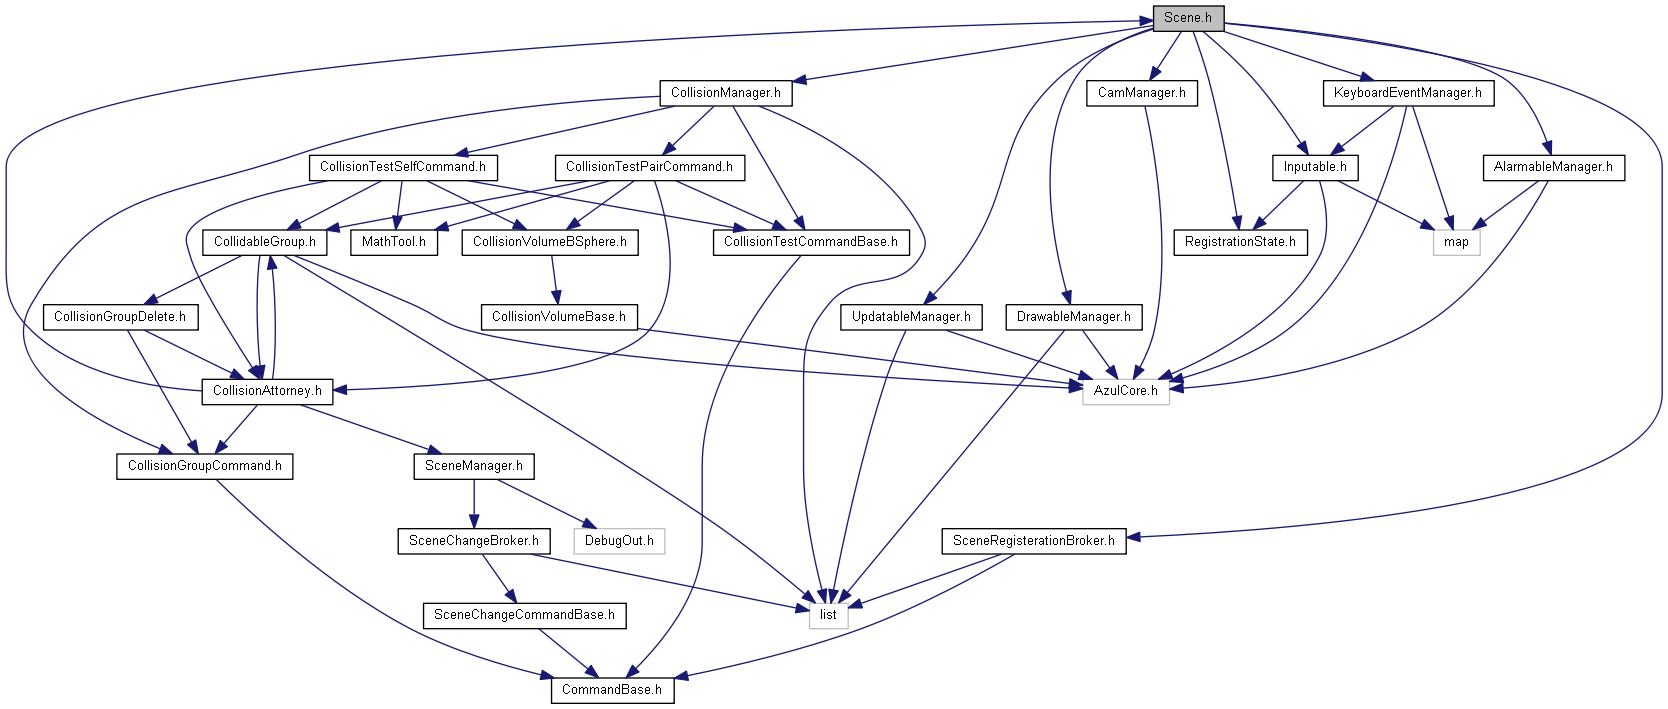 Scene.h
CollisionManager.h
CamManager.h
KeyboardEventManager.h
CollisionTestSelfCommand.h
CollisionTestPairCommand.h
Inputable.h
AlarmableManager.h
CollidableGroup.h
MathTool.h
CollisionVolumeBSphere.h
CollisionTestCommandBase.h
RegistrationState.h
map
CollisionGroupDelete.h
CollisionVolumeBase.h
UpdatableManager.h
DrawableManager.h
CollisionAttorney.h
AzulCore.h
CollisionGroupCommand.h
SceneManager.h
SceneChangeBroker.h
DebugOut.h
SceneRegisterationBroker.h
SceneChangeCommandBase.h
list
CommandBase.h